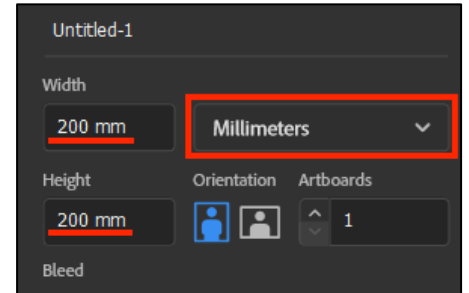 Untitled-1
Width
200 mm Millimeters
Height Orientation Artboards
200 mm 1
Bleed